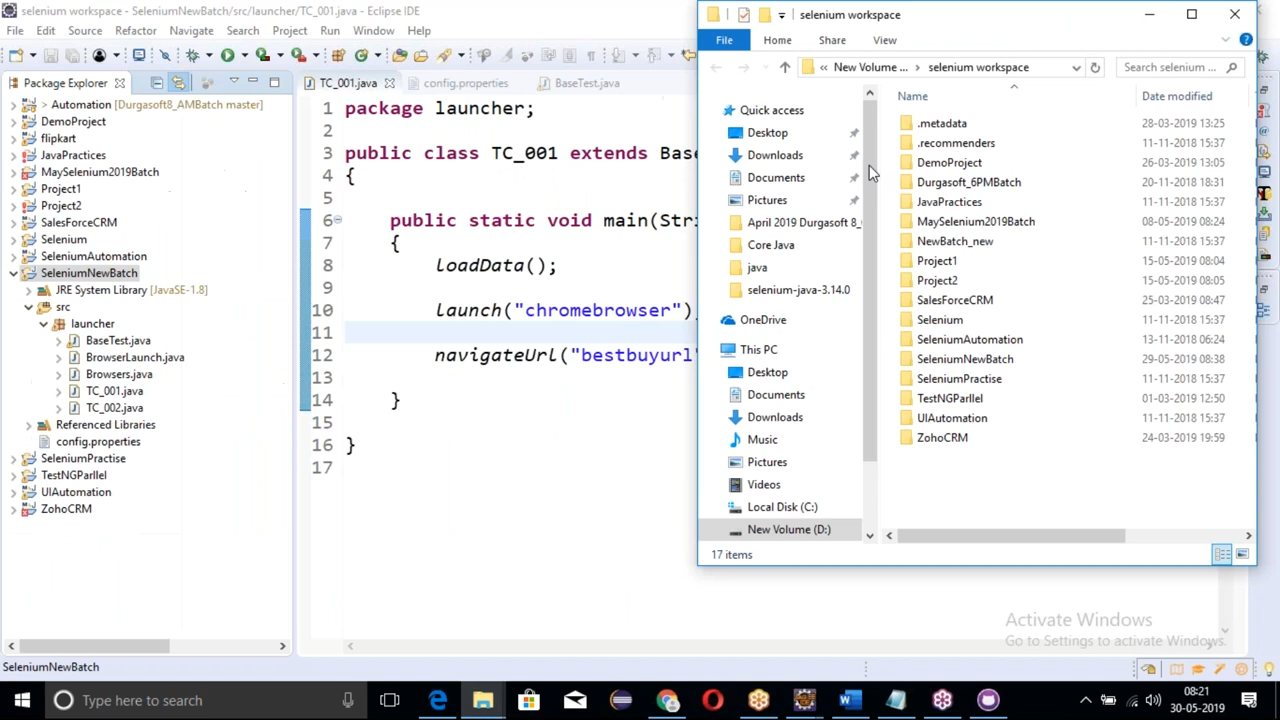 selenium workspace - SeleniumNewBatch/src/launcher/TC_001.java - Eclipse IDE
File Edit Source Refactor Navigate Search Project Run Window Help
Package Explorer
> Automation [Durgasoft8_AMBatch master]
DemoProject
flipkart
JavaPractices
MaySelenium2019Batch
Project1
Project2
SalesForceCRM
Selenium
SeleniumAutomation
SeleniumNewBatch
JRE System Library [JavaSE-1.8]
src
launcher
BaseTest.java
BrowserLaunch.java
Browsers.java
TC_001.java
TC_002.java
Referenced Libraries
config.properties
SeleniumPractise
TestNGParllel
UIAutomation
ZohoCRM
TC_001.java config.properties BaseTest.java
1 package launcher;
2
3 public class TC_001 extends Base
4 {
5
6 public static void main(Stri
7 {
8 loadData();
9
10 launch("chromebrowser")
11
12 navigateUrl("bestbuyurl"
13
14 }
15
16 }
17
selenium workspace
File Home Share View
« New Volume ... › selenium workspace
Search selenium ...
Quick access
Desktop
Downloads
Documents
Pictures
April 2019 Durgasoft 8_
Core Java
java
selenium-java-3.14.0
OneDrive
This PC
Desktop
Documents
Downloads
Music
Pictures
Videos
Local Disk (C:)
New Volume (D:)
Name Date modified
.metadata 28-03-2019 13:25
.recommenders 11-11-2018 15:37
DemoProject 26-03-2019 13:05
Durgasoft_6PMBatch 20-11-2018 18:31
JavaPractices 11-11-2018 15:37
MaySelenium2019Batch 08-05-2019 08:24
NewBatch_new 11-11-2018 15:37
Project1 15-05-2019 08:04
Project2 15-05-2019 08:05
SalesForceCRM 25-03-2019 08:47
Selenium 11-11-2018 15:37
SeleniumAutomation 13-11-2018 06:24
SeleniumNewBatch 29-05-2019 08:38
SeleniumPractise 11-11-2018 15:37
TestNGParllel 01-03-2019 12:50
UIAutomation 11-11-2018 15:37
ZohoCRM 24-03-2019 19:59
17 items
Activate Windows
Go to Settings to activate Windows.
SeleniumNewBatch
Type here to search
08:21
30-05-2019